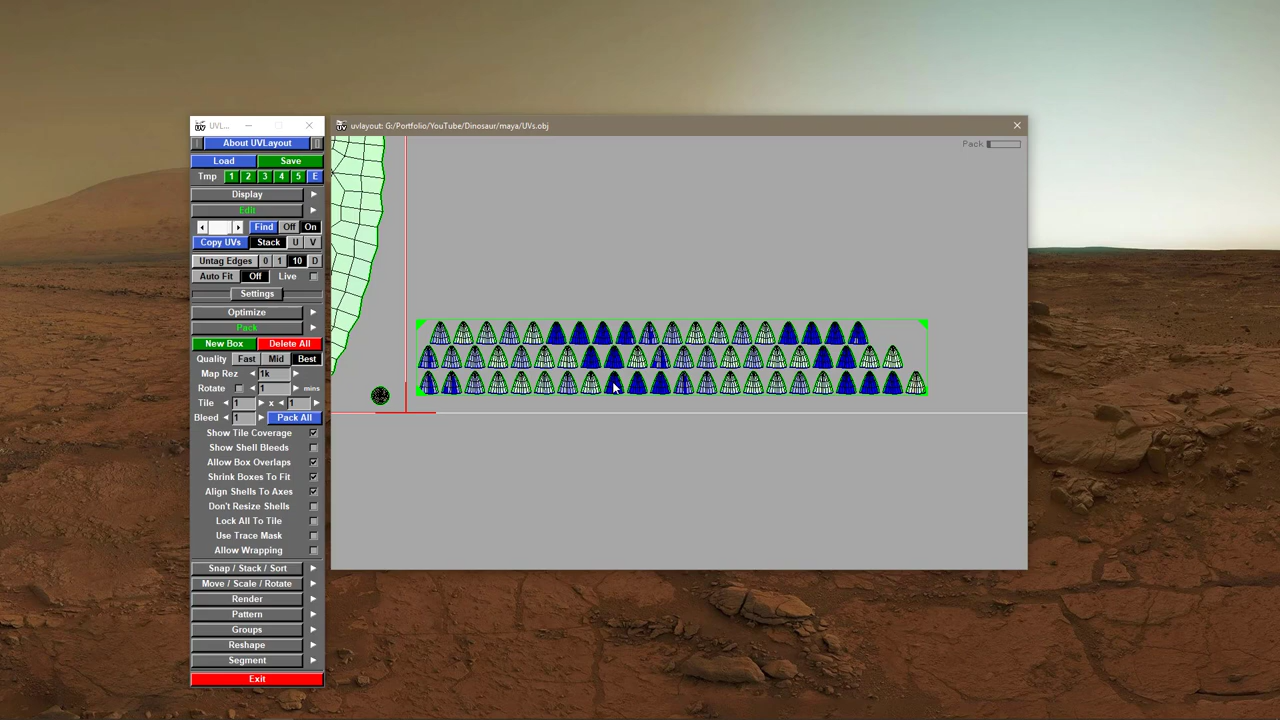 UVL...
uvlayout: G:/Portfolio/YouTube/Dinosaur/maya/UVs.obj
About UVLayout
Pack
Load Save
Tmp 1 2 3 4 5 E
Display
Edit
Find Off On
Copy UVs Stack U V
Untag Edges 0 1 10 D
Auto Fit Off Live
Settings
Optimize
Pack
New Box Delete All
Quality Fast Mid Best
Map Rez 1k
Rotate 1 mins
Tile 1 x 1
Bleed 1 Pack All
Show Tile Coverage
Show Shell Bleeds
Allow Box Overlaps
Shrink Boxes To Fit
Align Shells To Axes
Don't Resize Shells
Lock All To Tile
Use Trace Mask
Allow Wrapping
Snap / Stack / Sort
Move / Scale / Rotate
Render
Pattern
Groups
Reshape
Segment
Exit